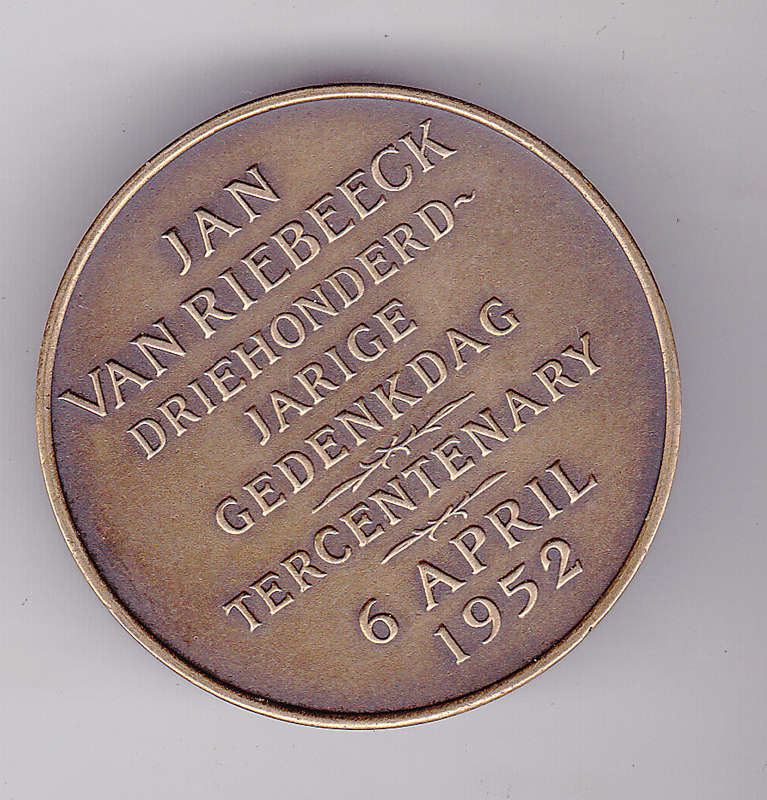 JAN
VAN RIEBEECK
DRIEHONDERD~
JARIGE
GEDENKDAG
TERCENTENARY
6 APRIL
1952